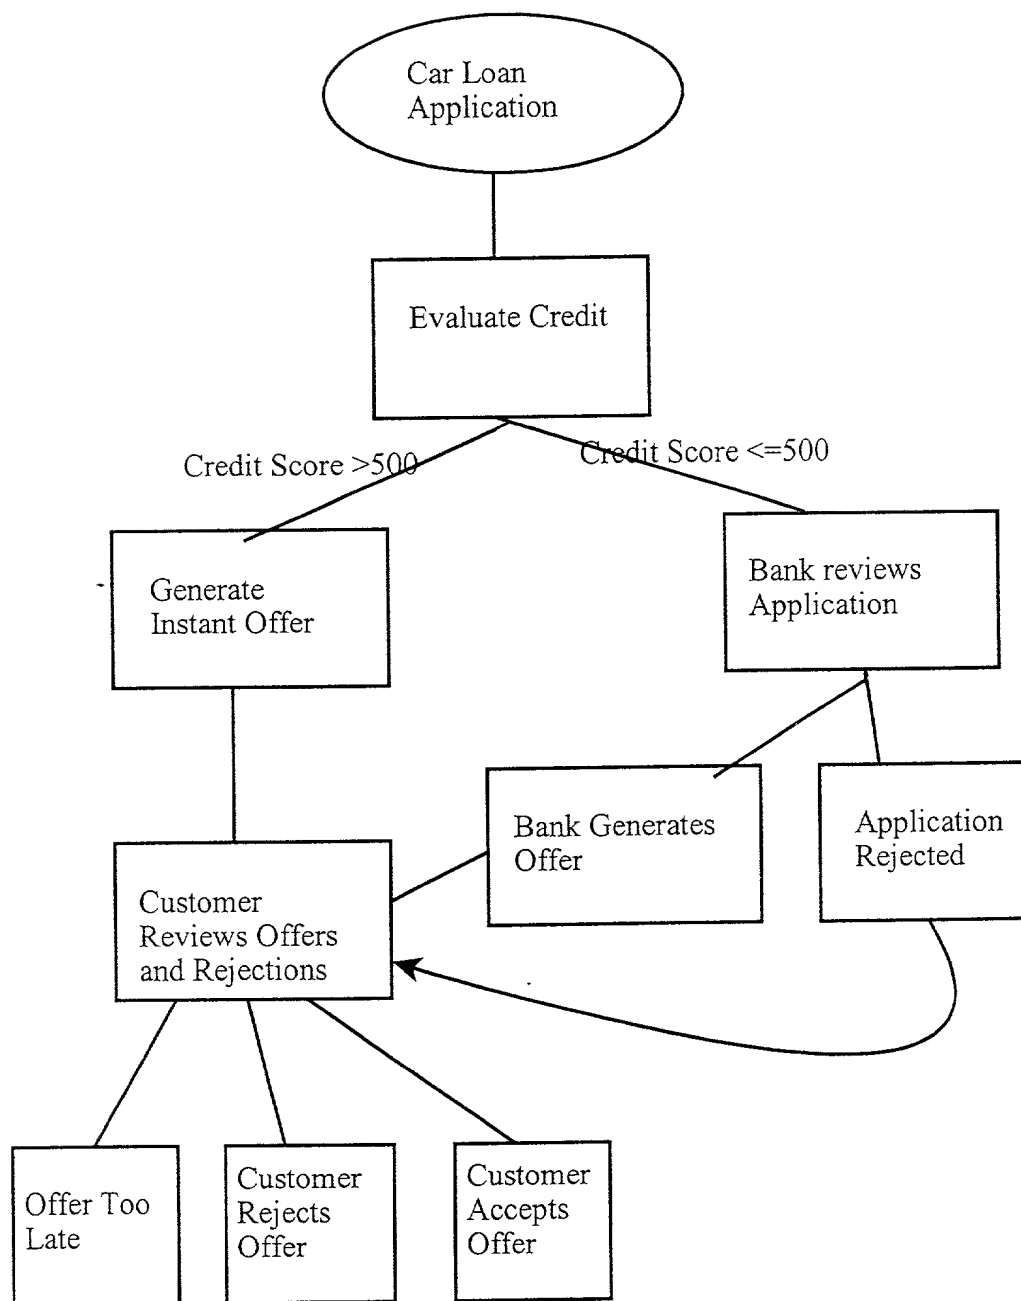 Car Loan
Application
Evaluate Credit
Credit Score >500
Credit Score <=500
Generate
Instant Offer
Bank reviews
Application
Bank Generates
Offer
Application
Rejected
Customer
Reviews Offers
and Rejections
Offer Too
Late
Customer
Rejects
Offer
Customer
Accepts
Offer